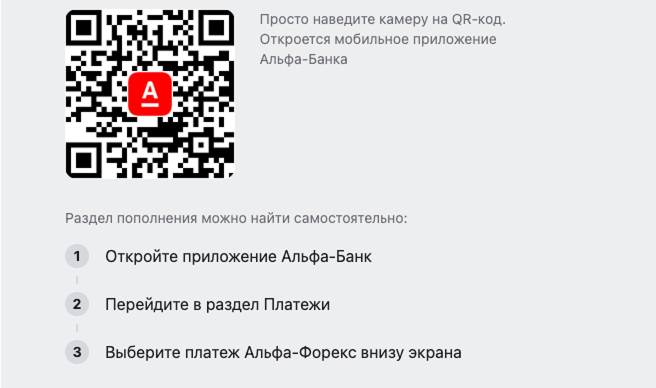 Просто наведите камеру на QR-код.
Откроется мобильное приложение
Альфа-Банка
А
Раздел пополнения можно найти самостоятельно:
1 Откройте приложение Альфа-Банк
2 Перейдите в раздел Платежи
3 Выберите платеж Альфа-Форекс внизу экрана